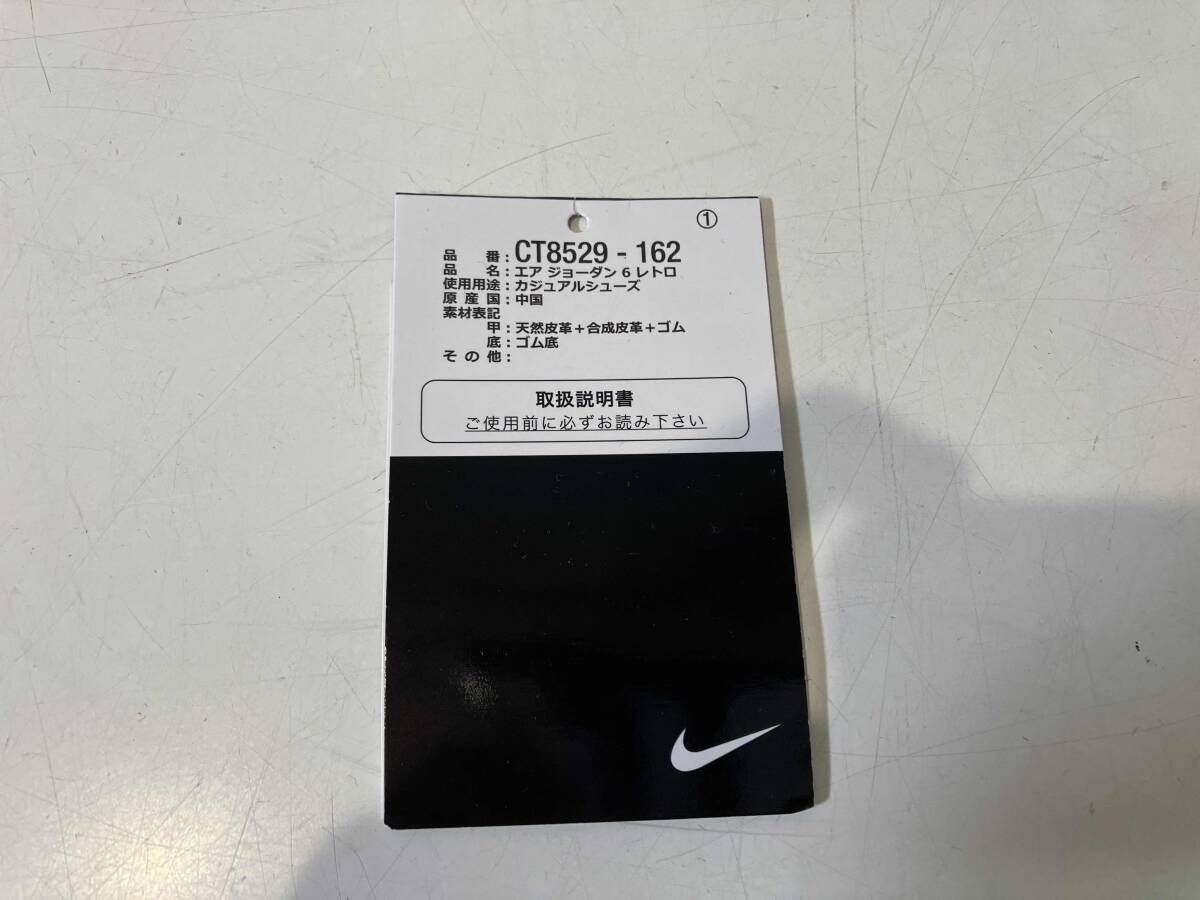 ①
品番：CT8529 - 162
品名：エア ジョーダン 6 レトロ
使用用途：カジュアルシューズ
原産国：中国
素材表記
甲：天然皮革＋合成皮革＋ゴム
底：ゴム底
その他：
取扱説明書
ご使用前に必ずお読み下さい